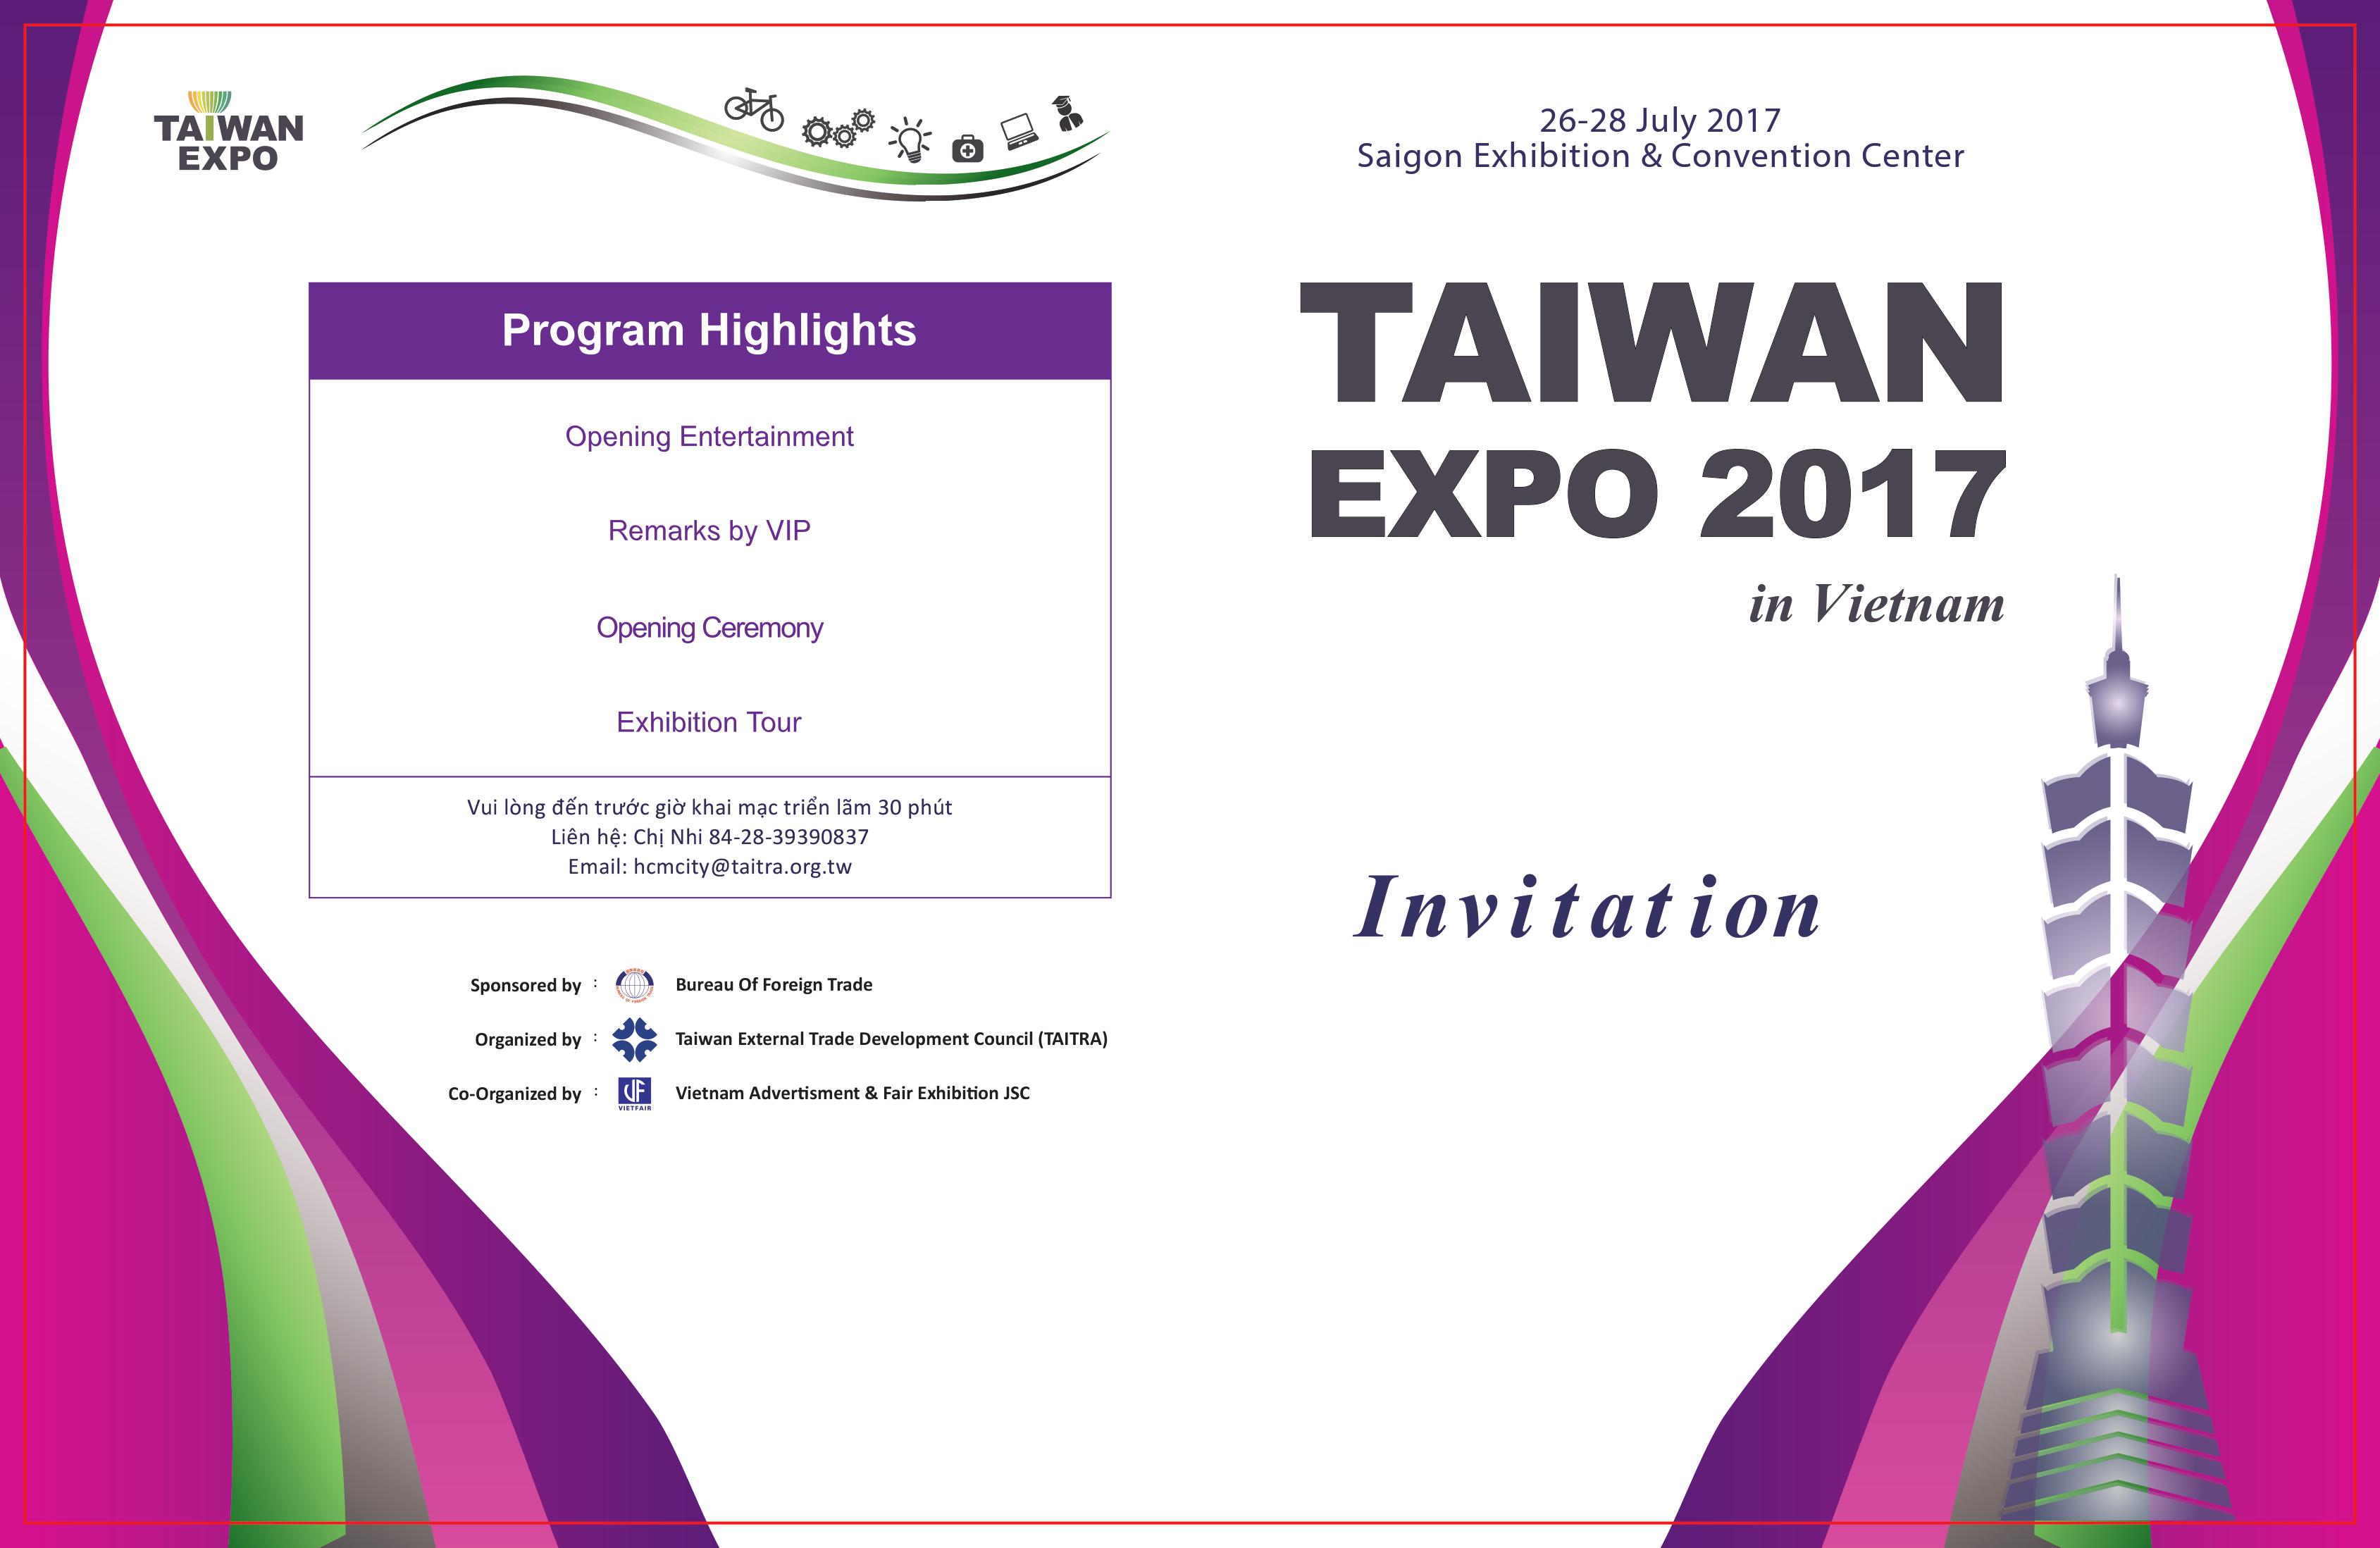 TAIWAN
EXPO
Program Highlights
Opening Entertainment
Remarks by VIP
Opening Ceremony
Exhibition Tour
Vui lòng đến trước giờ khai mạc triển lãm 30 phút
Liên hệ: Chị Nhi 84-28-39390837
Email: hcmcity@taitra.org.tw
Sponsored by : Bureau Of Foreign Trade
Organized by : Taiwan External Trade Development Council (TAITRA)
Co-Organized by : VF VIETFAIR Vietnam Advertisment & Fair Exhibition JSC
26-28 July 2017
Saigon Exhibition & Convention Center
TAIWAN
EXPO 2017
in Vietnam
Invitation